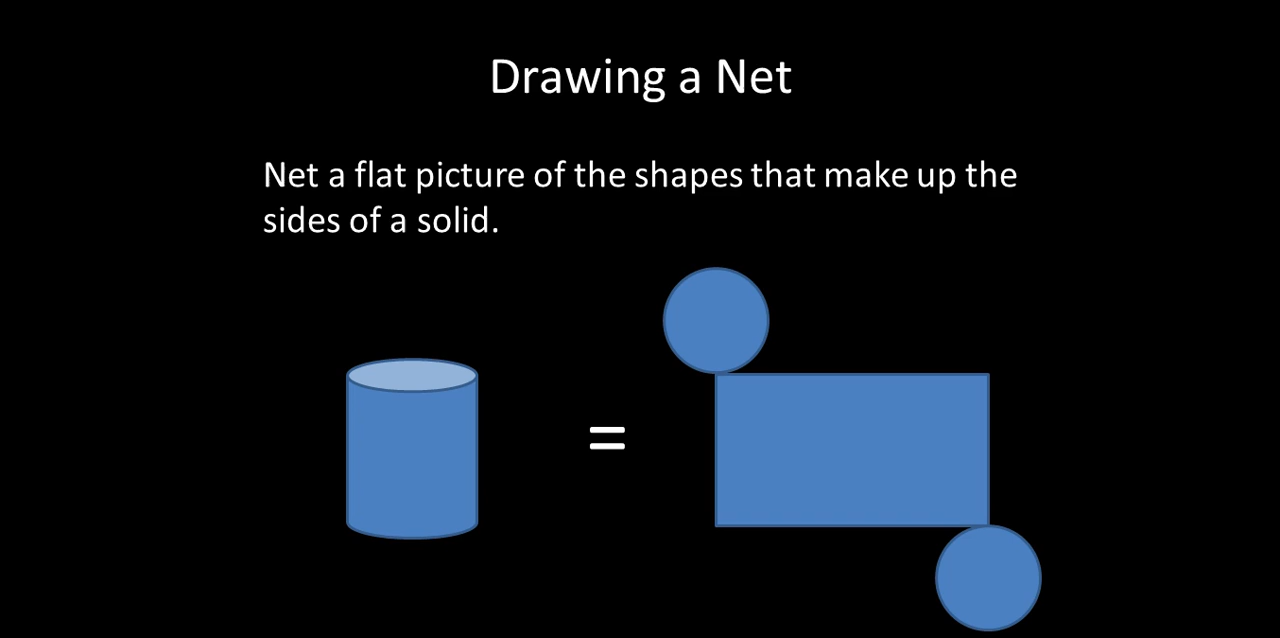 Drawing a Net
Net a flat picture of the shapes that make up the
sides of a solid.
=